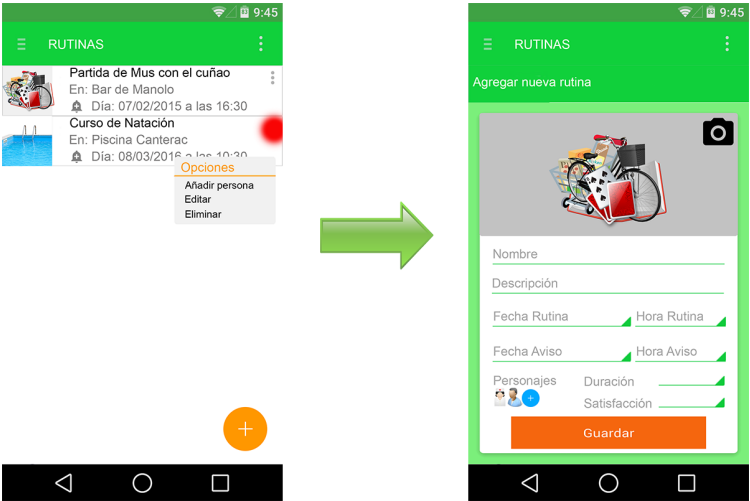 9:45
RUTINAS
Partida de Mus con el cuñao
En: Bar de Manolo
Día: 07/02/2015 a las 16:30
Curso de Natación
En: Piscina Canterac
Día: 08/03/2016 a las 10:30
Opciones
Añadir persona
Editar
Eliminar
+
9:45
RUTINAS
Agregar nueva rutina
Nombre
Descripción
Fecha Rutina
Hora Rutina
Fecha Aviso
Hora Aviso
Personajes
Duración
Satisfacción
Guardar